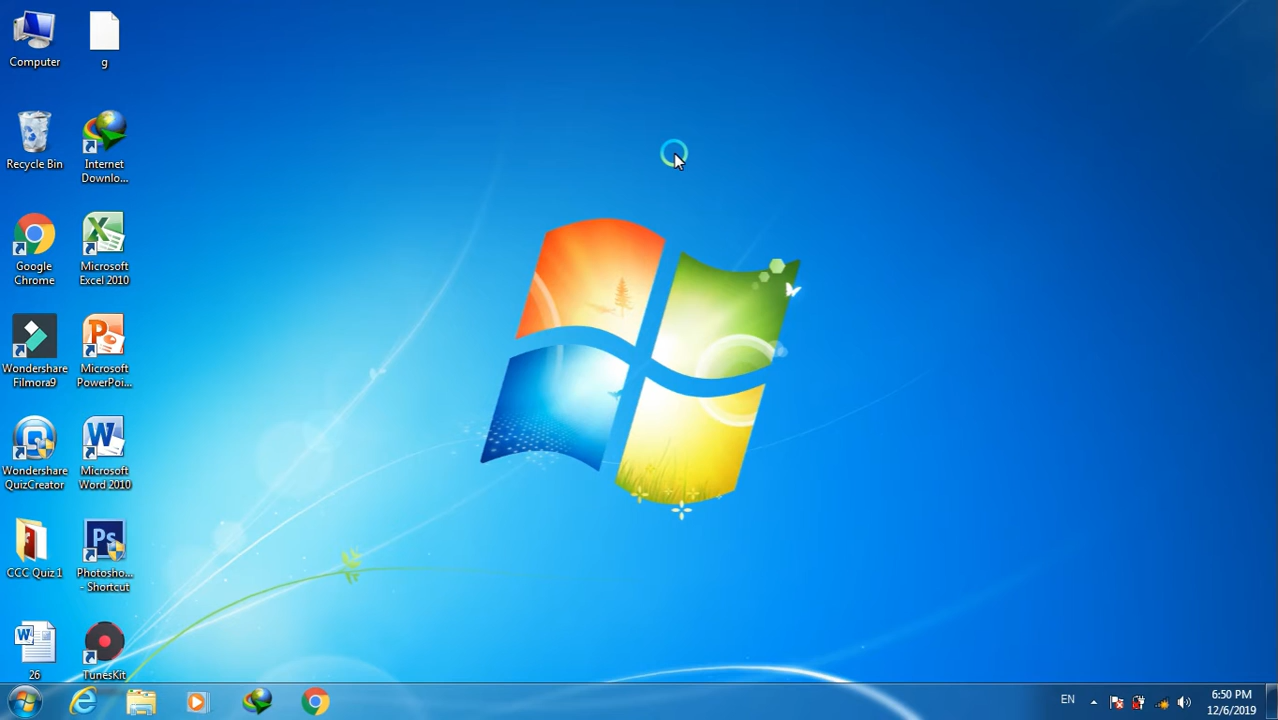 Computer
g
Recycle Bin
Internet
Downlo...
Google
Chrome
Microsoft
Excel 2010
Wondershare
Filmora9
Microsoft
PowerPoi...
Wondershare
QuizCreator
Microsoft
Word 2010
CCC Quiz 1
Photosho...
- Shortcut
26
TunesKit
EN
6:50 PM
12/6/2019